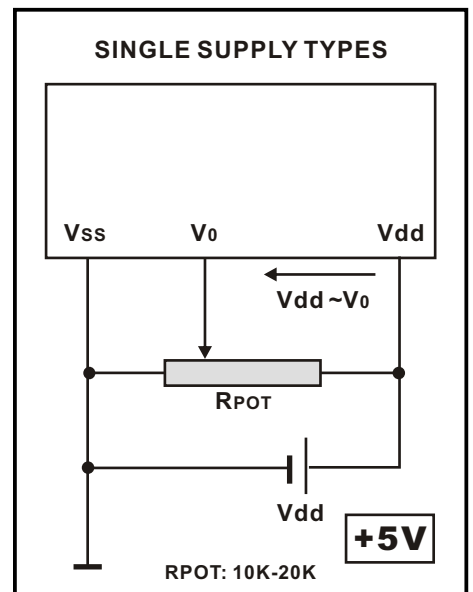 SINGLE SUPPLY TYPES
Vss V0 Vdd
Vdd ~V0
RPOT
Vdd
+5V
RPOT: 10K-20K